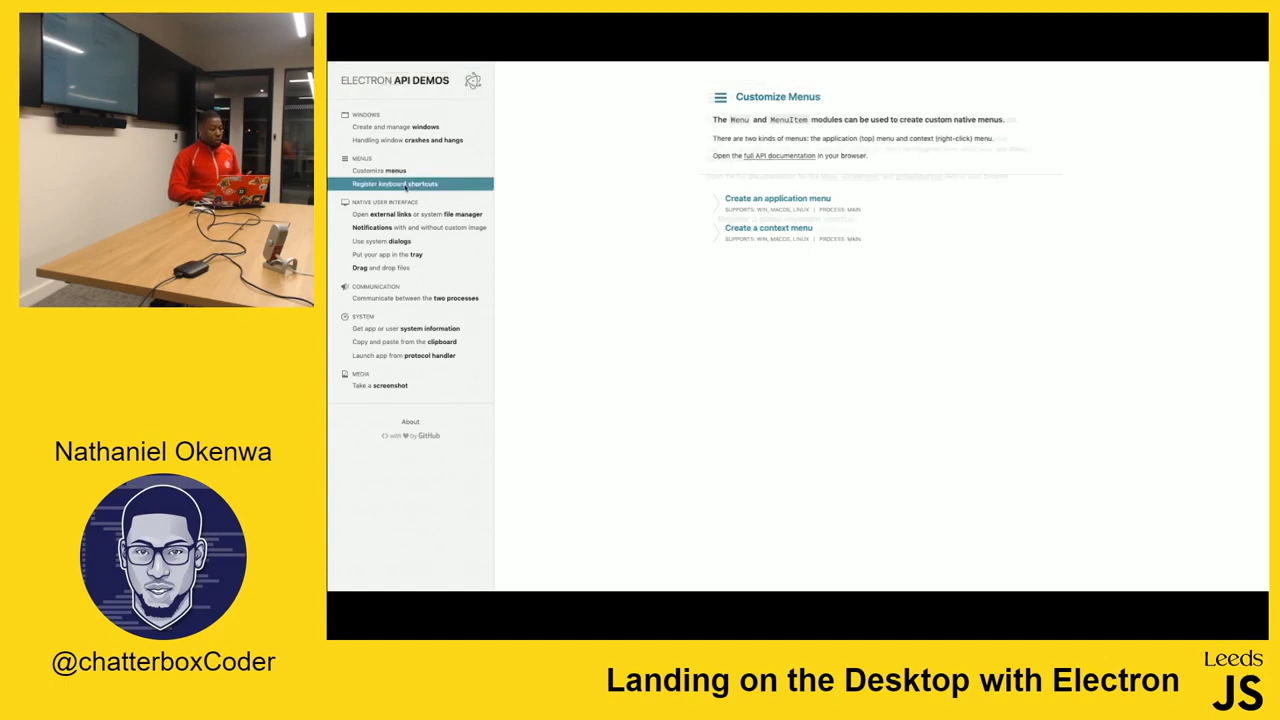 ELECTRON API DEMOS
WINDOWS
Create and manage windows
Handling window crashes and hangs
MENUS
Customize menus
Register keyboard shortcuts
NATIVE USER INTERFACE
Open external links or system file manager
Notifications with and without custom image
Use system dialogs
Put your app in the tray
Drag and drop files
COMMUNICATION
Communicate between the two processes
SYSTEM
Get app or user system information
Copy and paste from the clipboard
Launch app from protocol handler
MEDIA
Take a screenshot
About
with by GitHub
Customize Menus
The Menu and MenuItem modules can be used to create custom native menus.
There are two kinds of menus: the application (top) menu and context (right-click) menu.
Open the full API documentation in your browser.
Create an application menu
SUPPORTS: WIN, MACOS, LINUX | PROCESS: MAIN
Create a context menu
SUPPORTS: WIN, MACOS, LINUX | PROCESS: MAIN
Nathaniel Okenwa
@chatterboxCoder
Landing on the Desktop with Electron
Leeds
JS